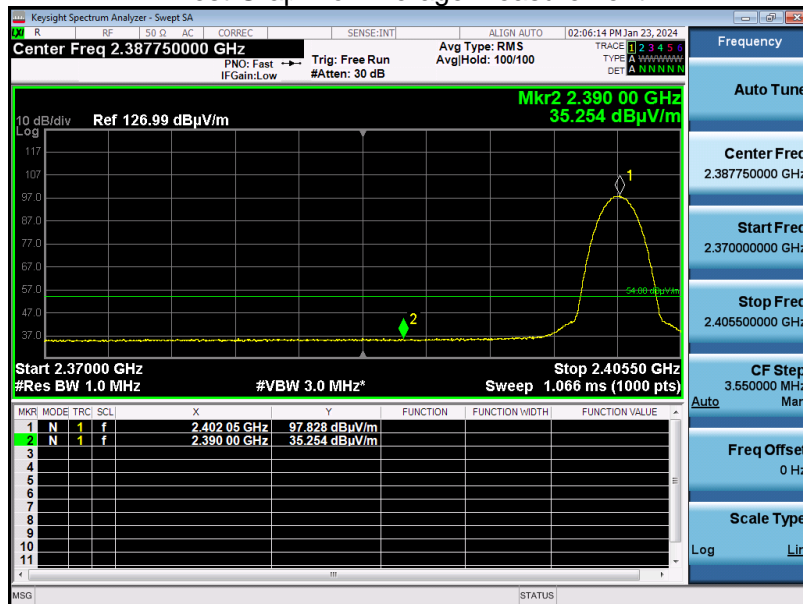 Keysight Spectrum Analyzer - Swept SA
LXI R RF 50 Ω AC CORREC SENSE:INT ALIGN AUTO 02:06:14 PM Jan 23, 2024
Center Freq 2.387750000 GHz
PNO: Fast
IFGain:Low
Trig: Free Run
#Atten: 30 dB
Avg Type: RMS
Avg|Hold: 100/100
TRACE 1 2 3 4 5 6
TYPE A WWWWW
DET A N N N N N
Mkr2 2.390 00 GHz
35.254 dBµV/m
10 dB/div Ref 126.99 dBµV/m
Log
117
107
97.0
87.0
77.0
67.0
57.0
47.0
37.0
1
2
54.00 dBµV/m
Start 2.37000 GHz Stop 2.40550 GHz
#Res BW 1.0 MHz #VBW 3.0 MHz* Sweep 1.066 ms (1000 pts)
MKR MODE TRC SCL X Y FUNCTION FUNCTION WIDTH FUNCTION VALUE
1 N 1 f 2.402 05 GHz 97.828 dBµV/m
2 N 1 f 2.390 00 GHz 35.254 dBµV/m
3
4
5
6
7
8
9
10
11
MSG STATUS
Frequency
Auto Tune
Center Freq
2.387750000 GHz
Start Freq
2.370000000 GHz
Stop Freq
2.405500000 GHz
CF Step
3.550000 MHz
Auto Man
Freq Offset
0 Hz
Scale Type
Log Lin